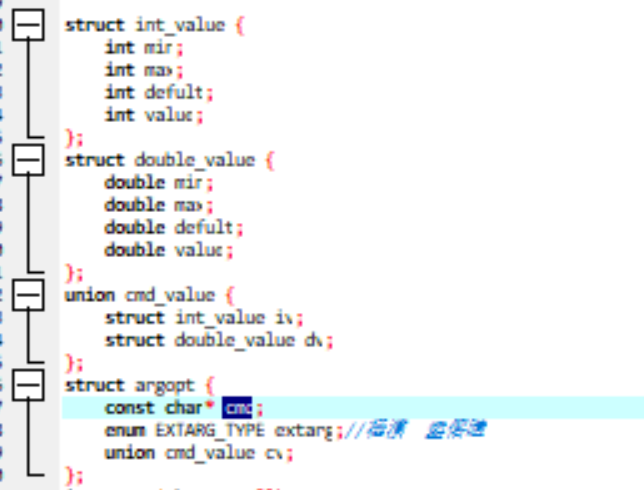 struct int_value {
int min;
int max;
int defult;
int value;
};
struct double_value {
double min;
double max;
double defult;
double value;
};
union cmd_value {
struct int_value iv;
struct double_value dv;
};
struct argopt {
const char* cmd;
enum EXTARG_TYPE extarg;//
union cmd_value cv;
};